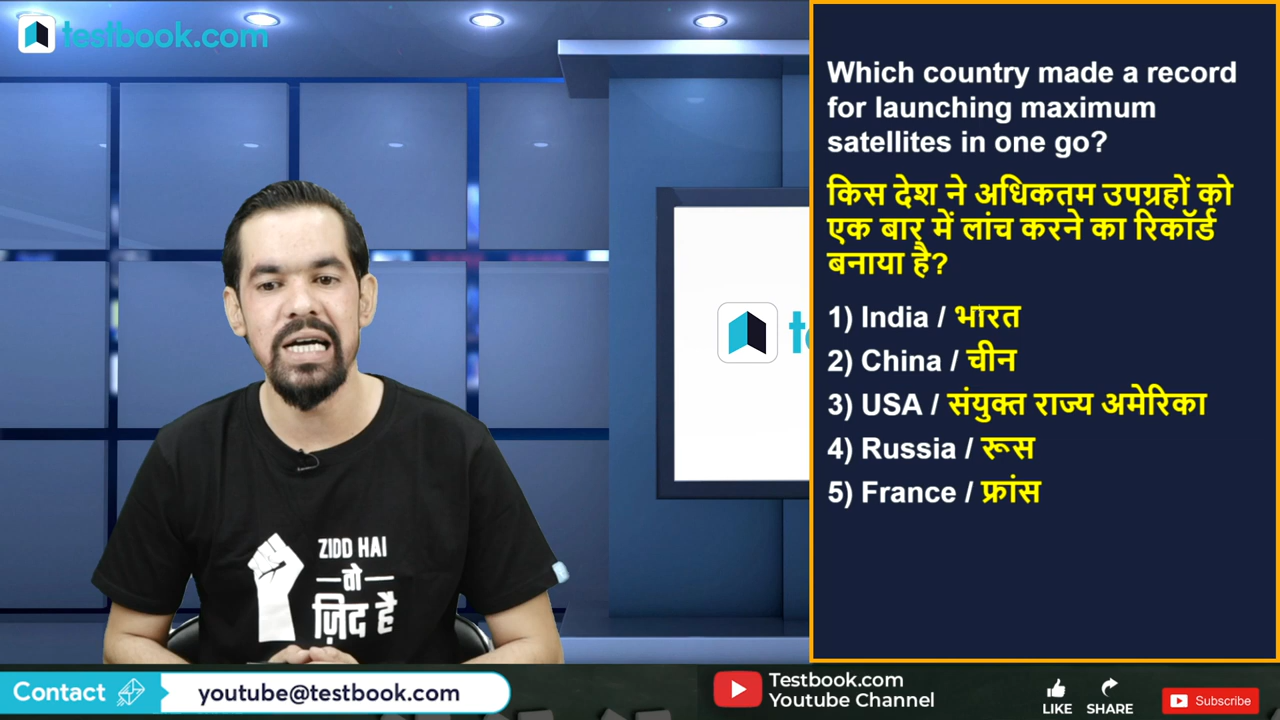 testbook.com
Which country made a record
for launching maximum
satellites in one go?
किस देश ने अधिकतम उपग्रहों को
एक बार में लांच करने का रिकॉर्ड
बनाया है?
1) India / भारत
2) China / चीन
3) USA / संयुक्त राज्य अमेरिका
4) Russia / रूस
5) France / फ्रांस
ZIDD HAI
वो
ज़िद है
Contact
youtube@testbook.com
Testbook.com
Youtube Channel
LIKE
SHARE
Subscribe